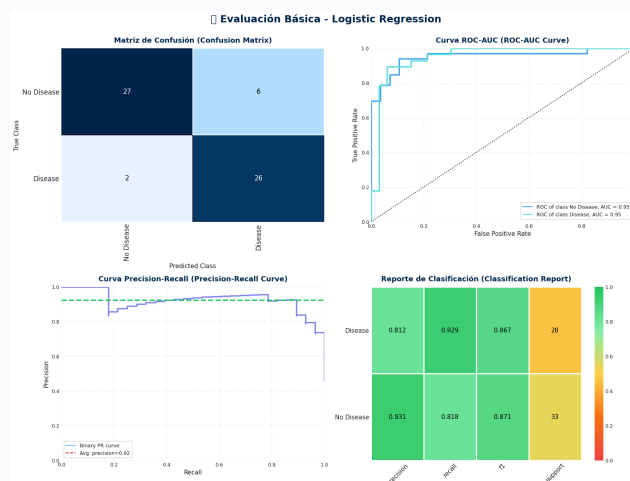 Evaluación Básica - Logistic Regression
Matriz de Confusión (Confusion Matrix)
True Class
No Disease
27
6
Disease
2
26
No Disease
Disease
Predicted Class
Curva ROC-AUC (ROC-AUC Curve)
True Positive Rate
1.0
0.8
0.6
0.4
0.2
0.0
ROC of class No Disease, AUC = 0.95
ROC of class Disease, AUC = 0.95
0.0
0.2
0.4
0.6
0.8
False Positive Rate
Curva Precision-Recall (Precision-Recall Curve)
Precision
1.0
0.8
0.6
0.4
0.2
0.0
Binary PR curve
Avg. precision=0.92
0.0
0.2
0.4
0.6
0.8
1.0
Recall
Reporte de Clasificación (Classification Report)
Disease
0.812
0.929
0.867
28
No Disease
0.931
0.818
0.871
33
recision
recall
f1
support
1.0
0.8
0.6
0.4
0.2
0.0